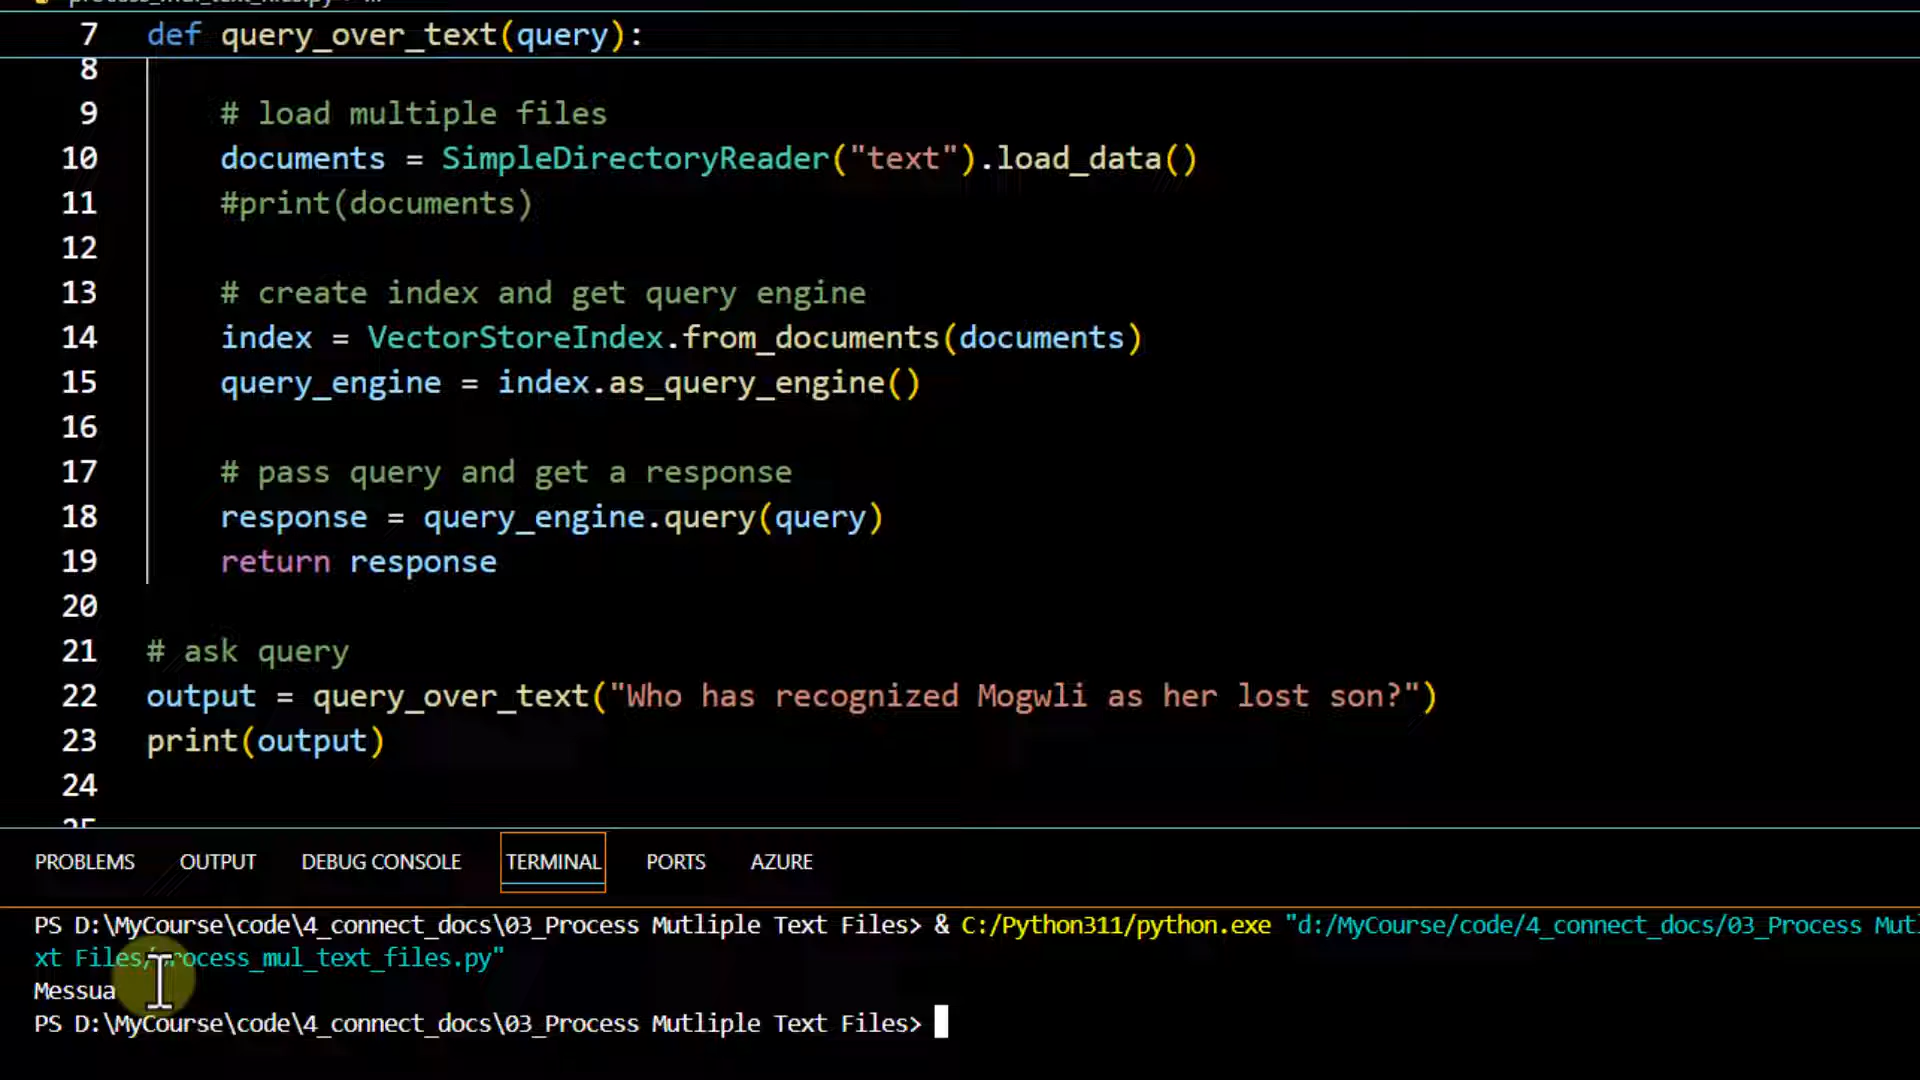 7 def query_over_text(query):
8
9 # load multiple files
10 documents = SimpleDirectoryReader("text").load_data()
11 #print(documents)
12
13 # create index and get query engine
14 index = VectorStoreIndex.from_documents(documents)
15 query_engine = index.as_query_engine()
16
17 # pass query and get a response
18 response = query_engine.query(query)
19 return response
20
21 # ask query
22 output = query_over_text("Who has recognized Mogwli as her lost son?")
23 print(output)
24
25
PROBLEMS OUTPUT DEBUG CONSOLE TERMINAL PORTS AZURE
PS D:\MyCourse\code\4_connect_docs\03_Process Mutliple Text Files> & C:/Python311/python.exe "d:/MyCourse/code/4_connect_docs/03_Process Mutl
xt Files/process_mul_text_files.py"
Messua
PS D:\MyCourse\code\4_connect_docs\03_Process Mutliple Text Files>